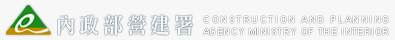 內政部營建署
CONSTRUCTION AND PLANNING
AGENCY MINISTRY OF THE INTERIOR